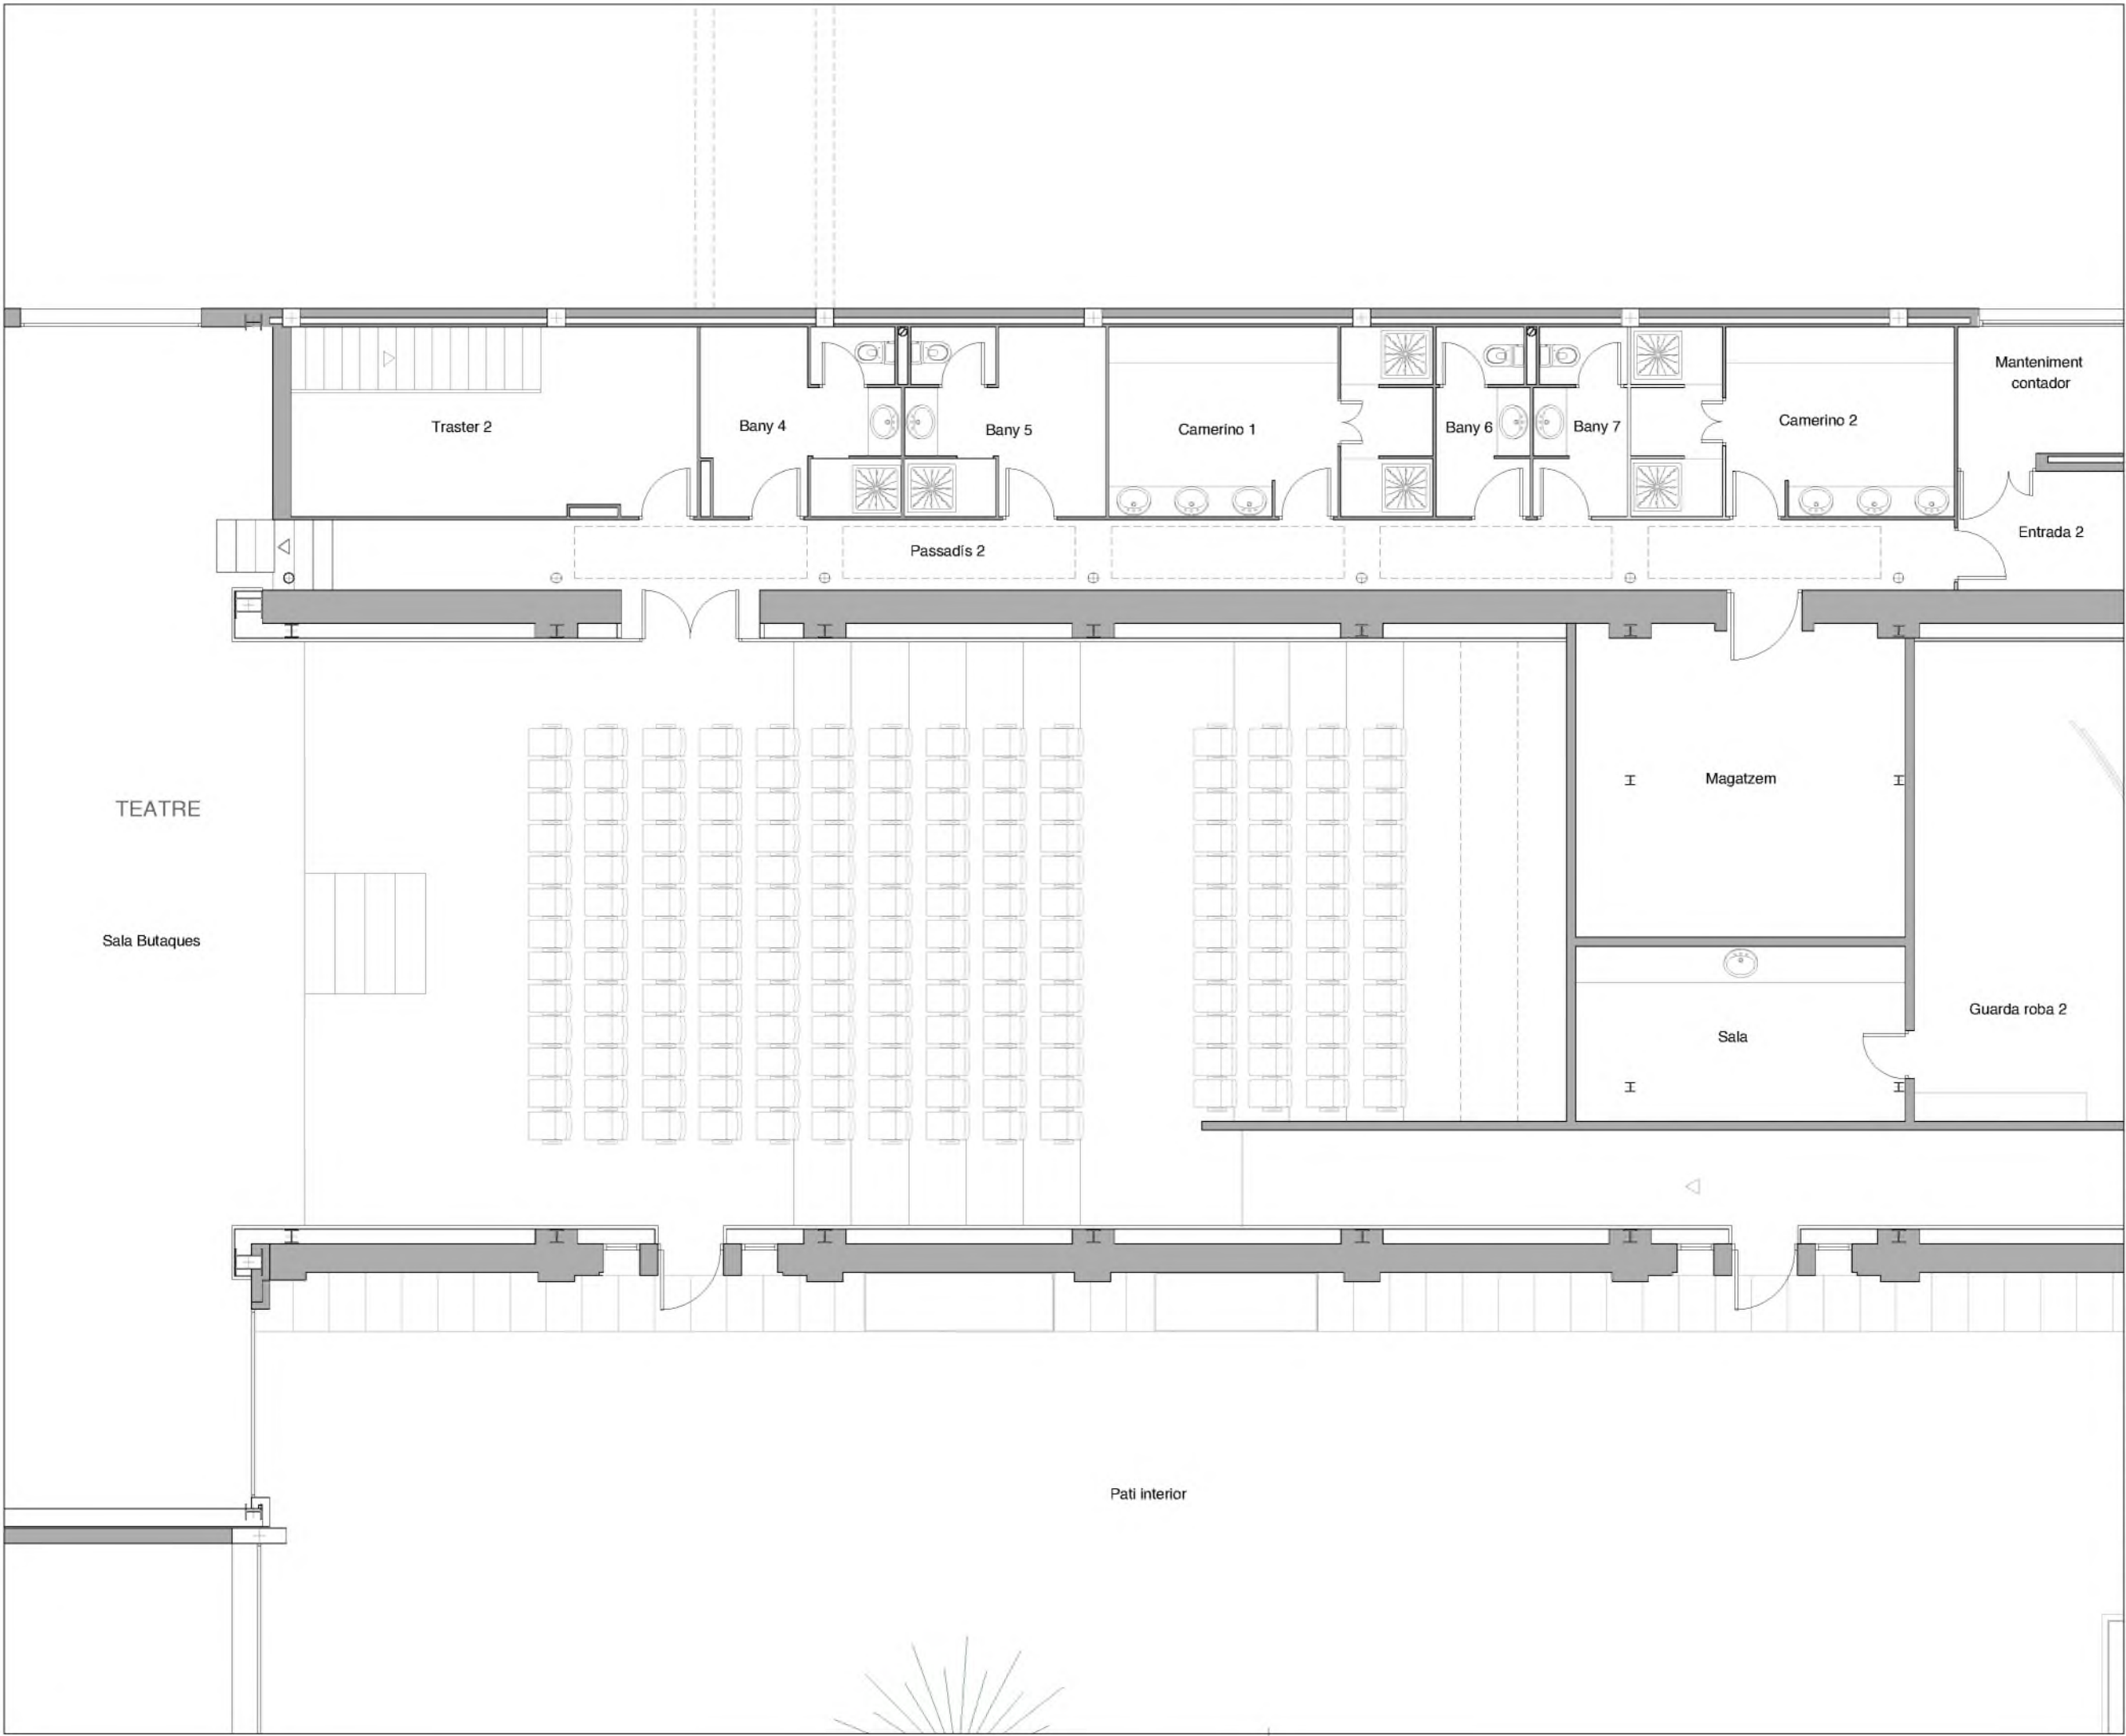 Manteniment
contador
Traster 2
Bany 4
Bany 5
Camerino 1
Bany 6
Bany 7
Camerino 2
Entrada 2
Passadís 2
TEATRE
Magatzem
Sala Butaques
Guarda roba 2
Sala
Pati interior